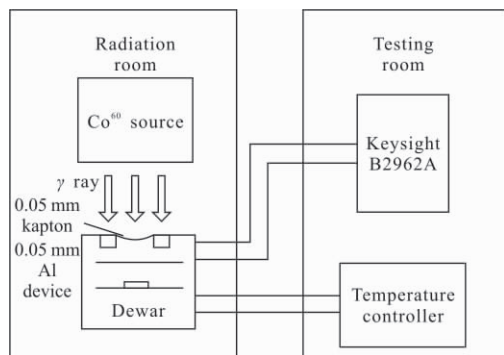 Radiation
room
Testing
room
Co⁶⁰ source
Keysight
B2962A
γ ray
0.05 mm
kapton
0.05 mm
Al
device
Dewar
Temperature
controller